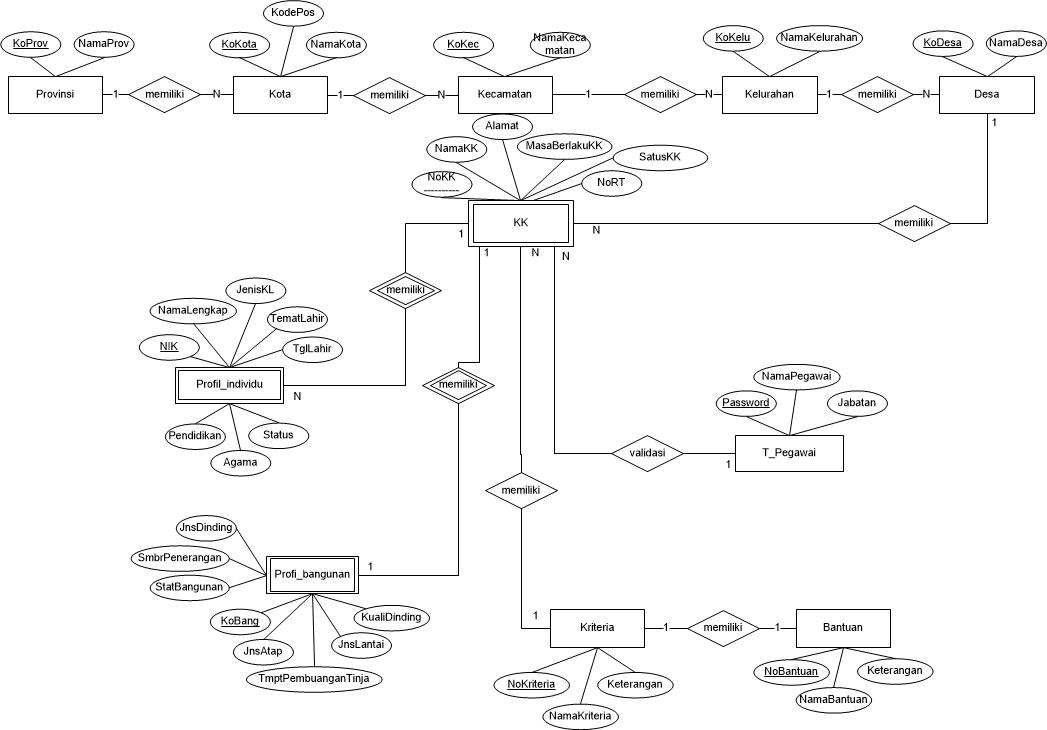 KodePos
KoProv
NamaProv
KoKota
NamaKota
KoKec
NamaKeca
matan
KoKelu
NamaKelurahan
KoDesa
NamaDesa
Provinsi
1
memiliki
N
Kota
1
memiliki
N
Kecamatan
1
memiliki
N
Kelurahan
1
memiliki
N
Desa
Alamat
1
NamaKK
MasaBerlakuKK
SatusKK
NoKK
NoRT
KK
memiliki
1
N
1
N
N
memiliki
JenisKL
NamaLengkap
TematLahir
NIK
TglLahir
Profil_individu
N
memiliki
Pendidikan
Status
Agama
NamaPegawai
Password
Jabatan
T_Pegawai
validasi
1
memiliki
JnsDinding
SmbrPenerangan
StatBangunan
Profi_bangunan
1
KoBang
KualiDinding
JnsAtap
JnsLantai
TmptPembuanganTinja
1
Kriteria
1
memiliki
1
Bantuan
NoKriteria
Keterangan
NamaKriteria
NoBantuan
Keterangan
NamaBantuan